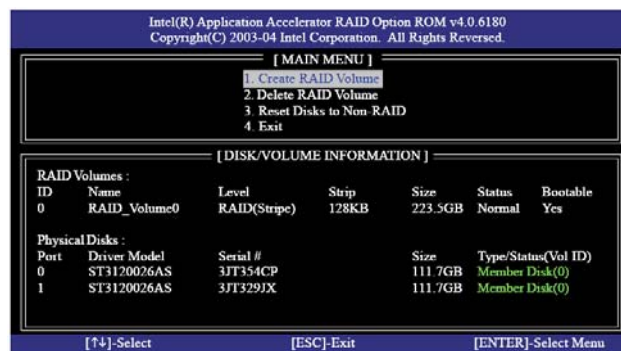 Intel(R) Application Accelerator RAID Option ROM v4.0.6180
Copyright(C) 2003-04 Intel Corporation. All Rights Reversed.
[ MAIN MENU ]
1. Create RAID Volume
2. Delete RAID Volume
3. Reset Disks to Non-RAID
4. Exit
[ DISK/VOLUME INFORMATION ]
RAID Volumes :
ID Name Level Strip Size Status Bootable
0 RAID_Volume0 RAID(Stripe) 128KB 223.5GB Normal Yes
Physical Disks :
Port Driver Model Serial # Size Type/Status(Vol ID)
0 ST3120026AS 3JT354CP 111.7GB Member Disk(0)
1 ST3120026AS 3JT329JX 111.7GB Member Disk(0)
[↑↓]-Select [ESC]-Exit [ENTER]-Select Menu